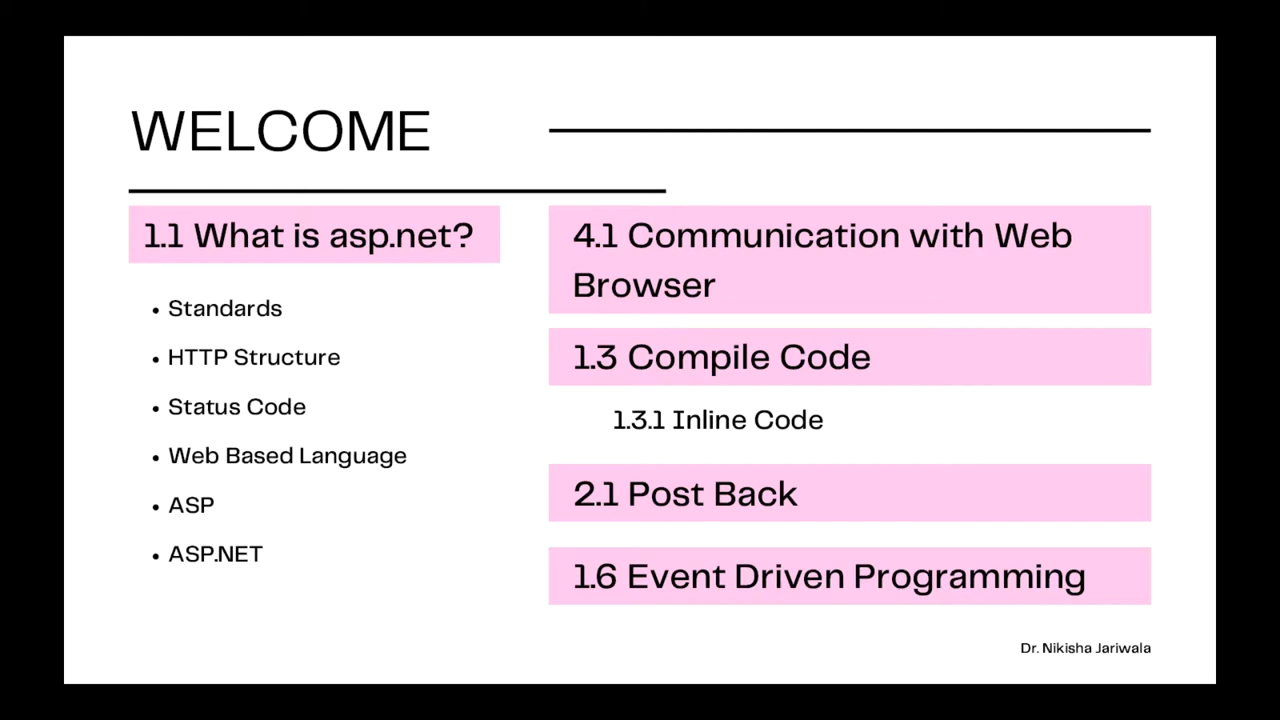 WELCOME
1.1 What is asp.net?
• Standards
• HTTP Structure
• Status Code
• Web Based Language
• ASP
• ASP.NET
4.1 Communication with Web
Browser
1.3 Compile Code
1.3.1 Inline Code
2.1 Post Back
1.6 Event Driven Programming
Dr. Nikisha Jariwala